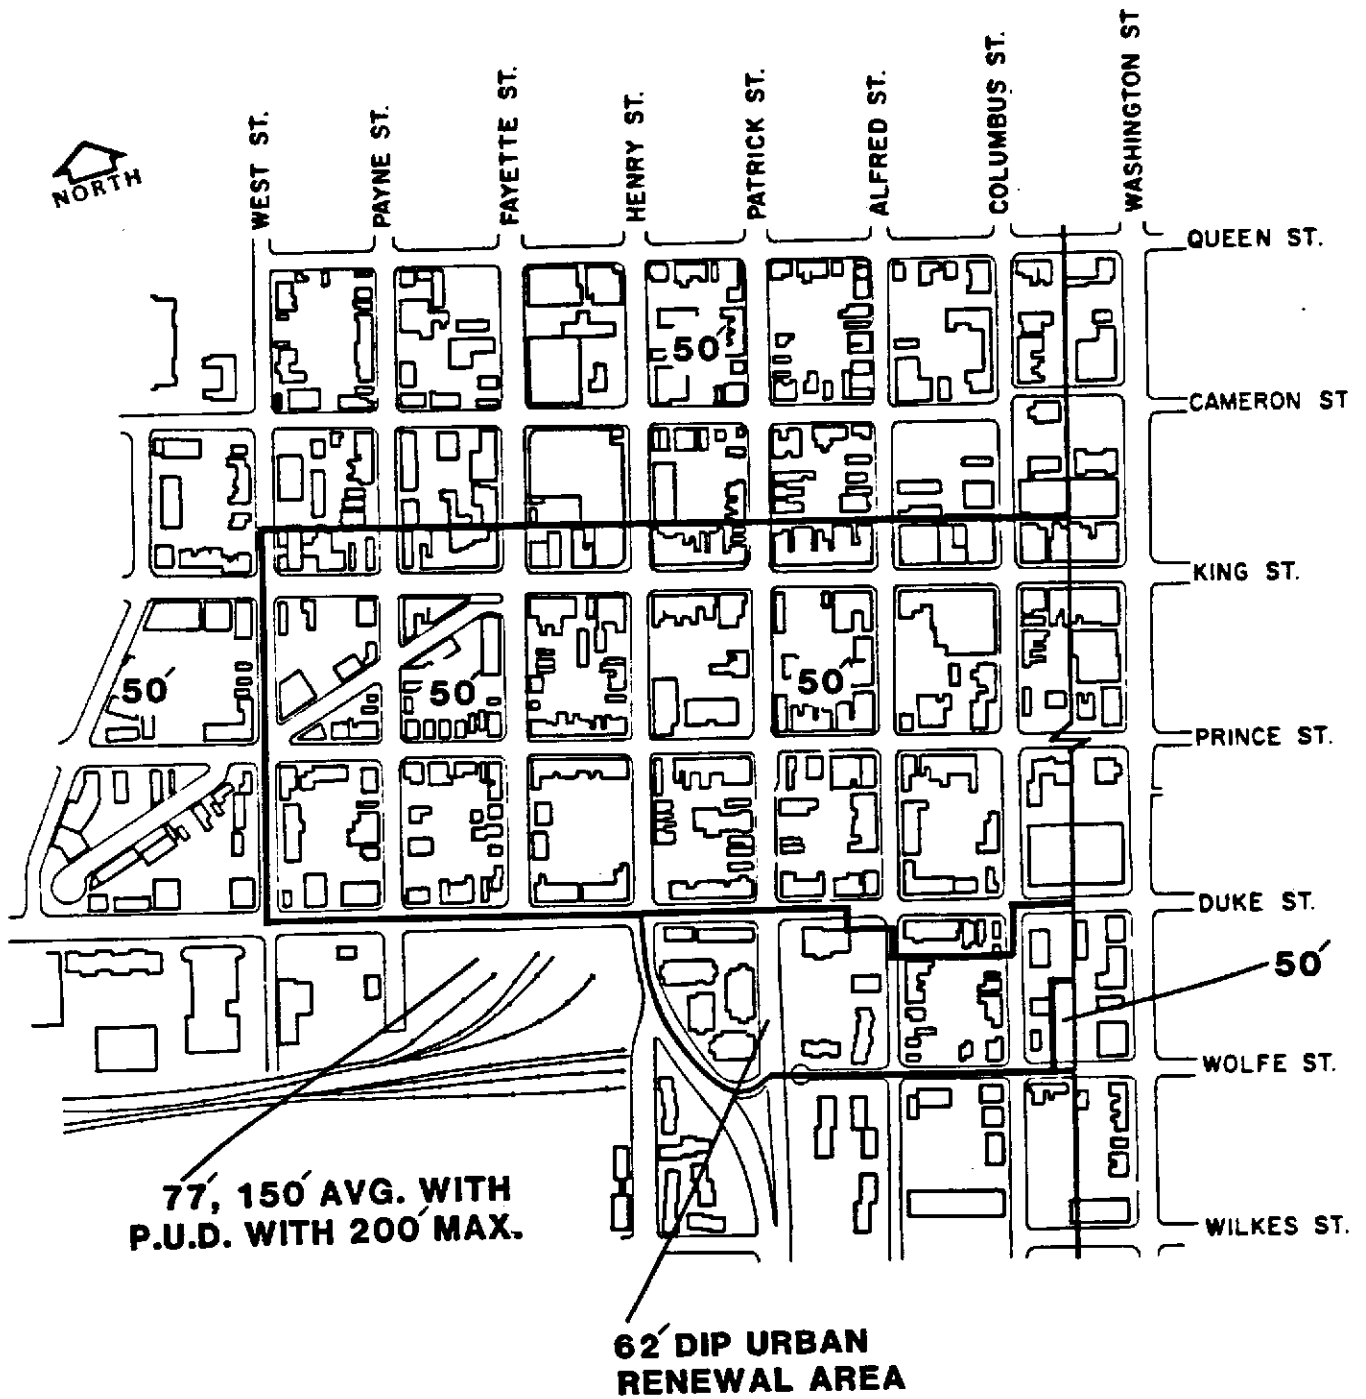 NORTH
WEST ST.
PAYNE ST.
FAYETTE ST.
HENRY ST.
PATRICK ST.
ALFRED ST.
COLUMBUS ST.
WASHINGTON ST
QUEEN ST.
50'
CAMERON ST
KING ST.
50'
50'
50'
PRINCE ST.
DUKE ST.
50'
WOLFE ST.
77', 150' AVG. WITH
P.U.D. WITH 200' MAX.
WILKES ST.
62' DIP URBAN
RENEWAL AREA